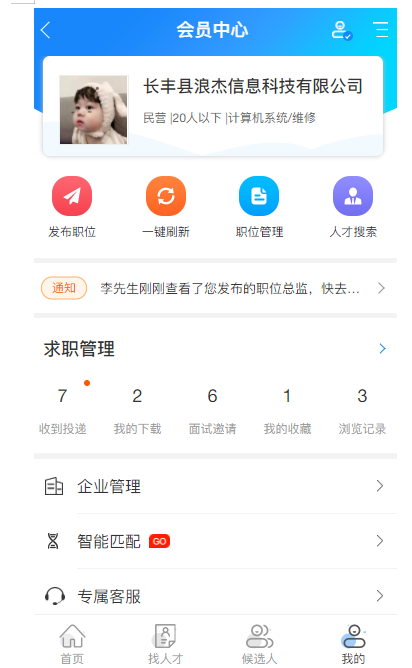 会员中心
长丰县浪杰信息科技有限公司
民营 |20人以下 |计算机系统/维修
发布职位 一键刷新 职位管理 人才搜索
通知 李先生刚刚查看了您发布的职位总监，快去…
求职管理
7 2 6 1 3
收到投递 我的下载 面试邀请 我的收藏 浏览记录
企业管理
智能匹配 GO
专属客服
首页 找人才 候选人 我的